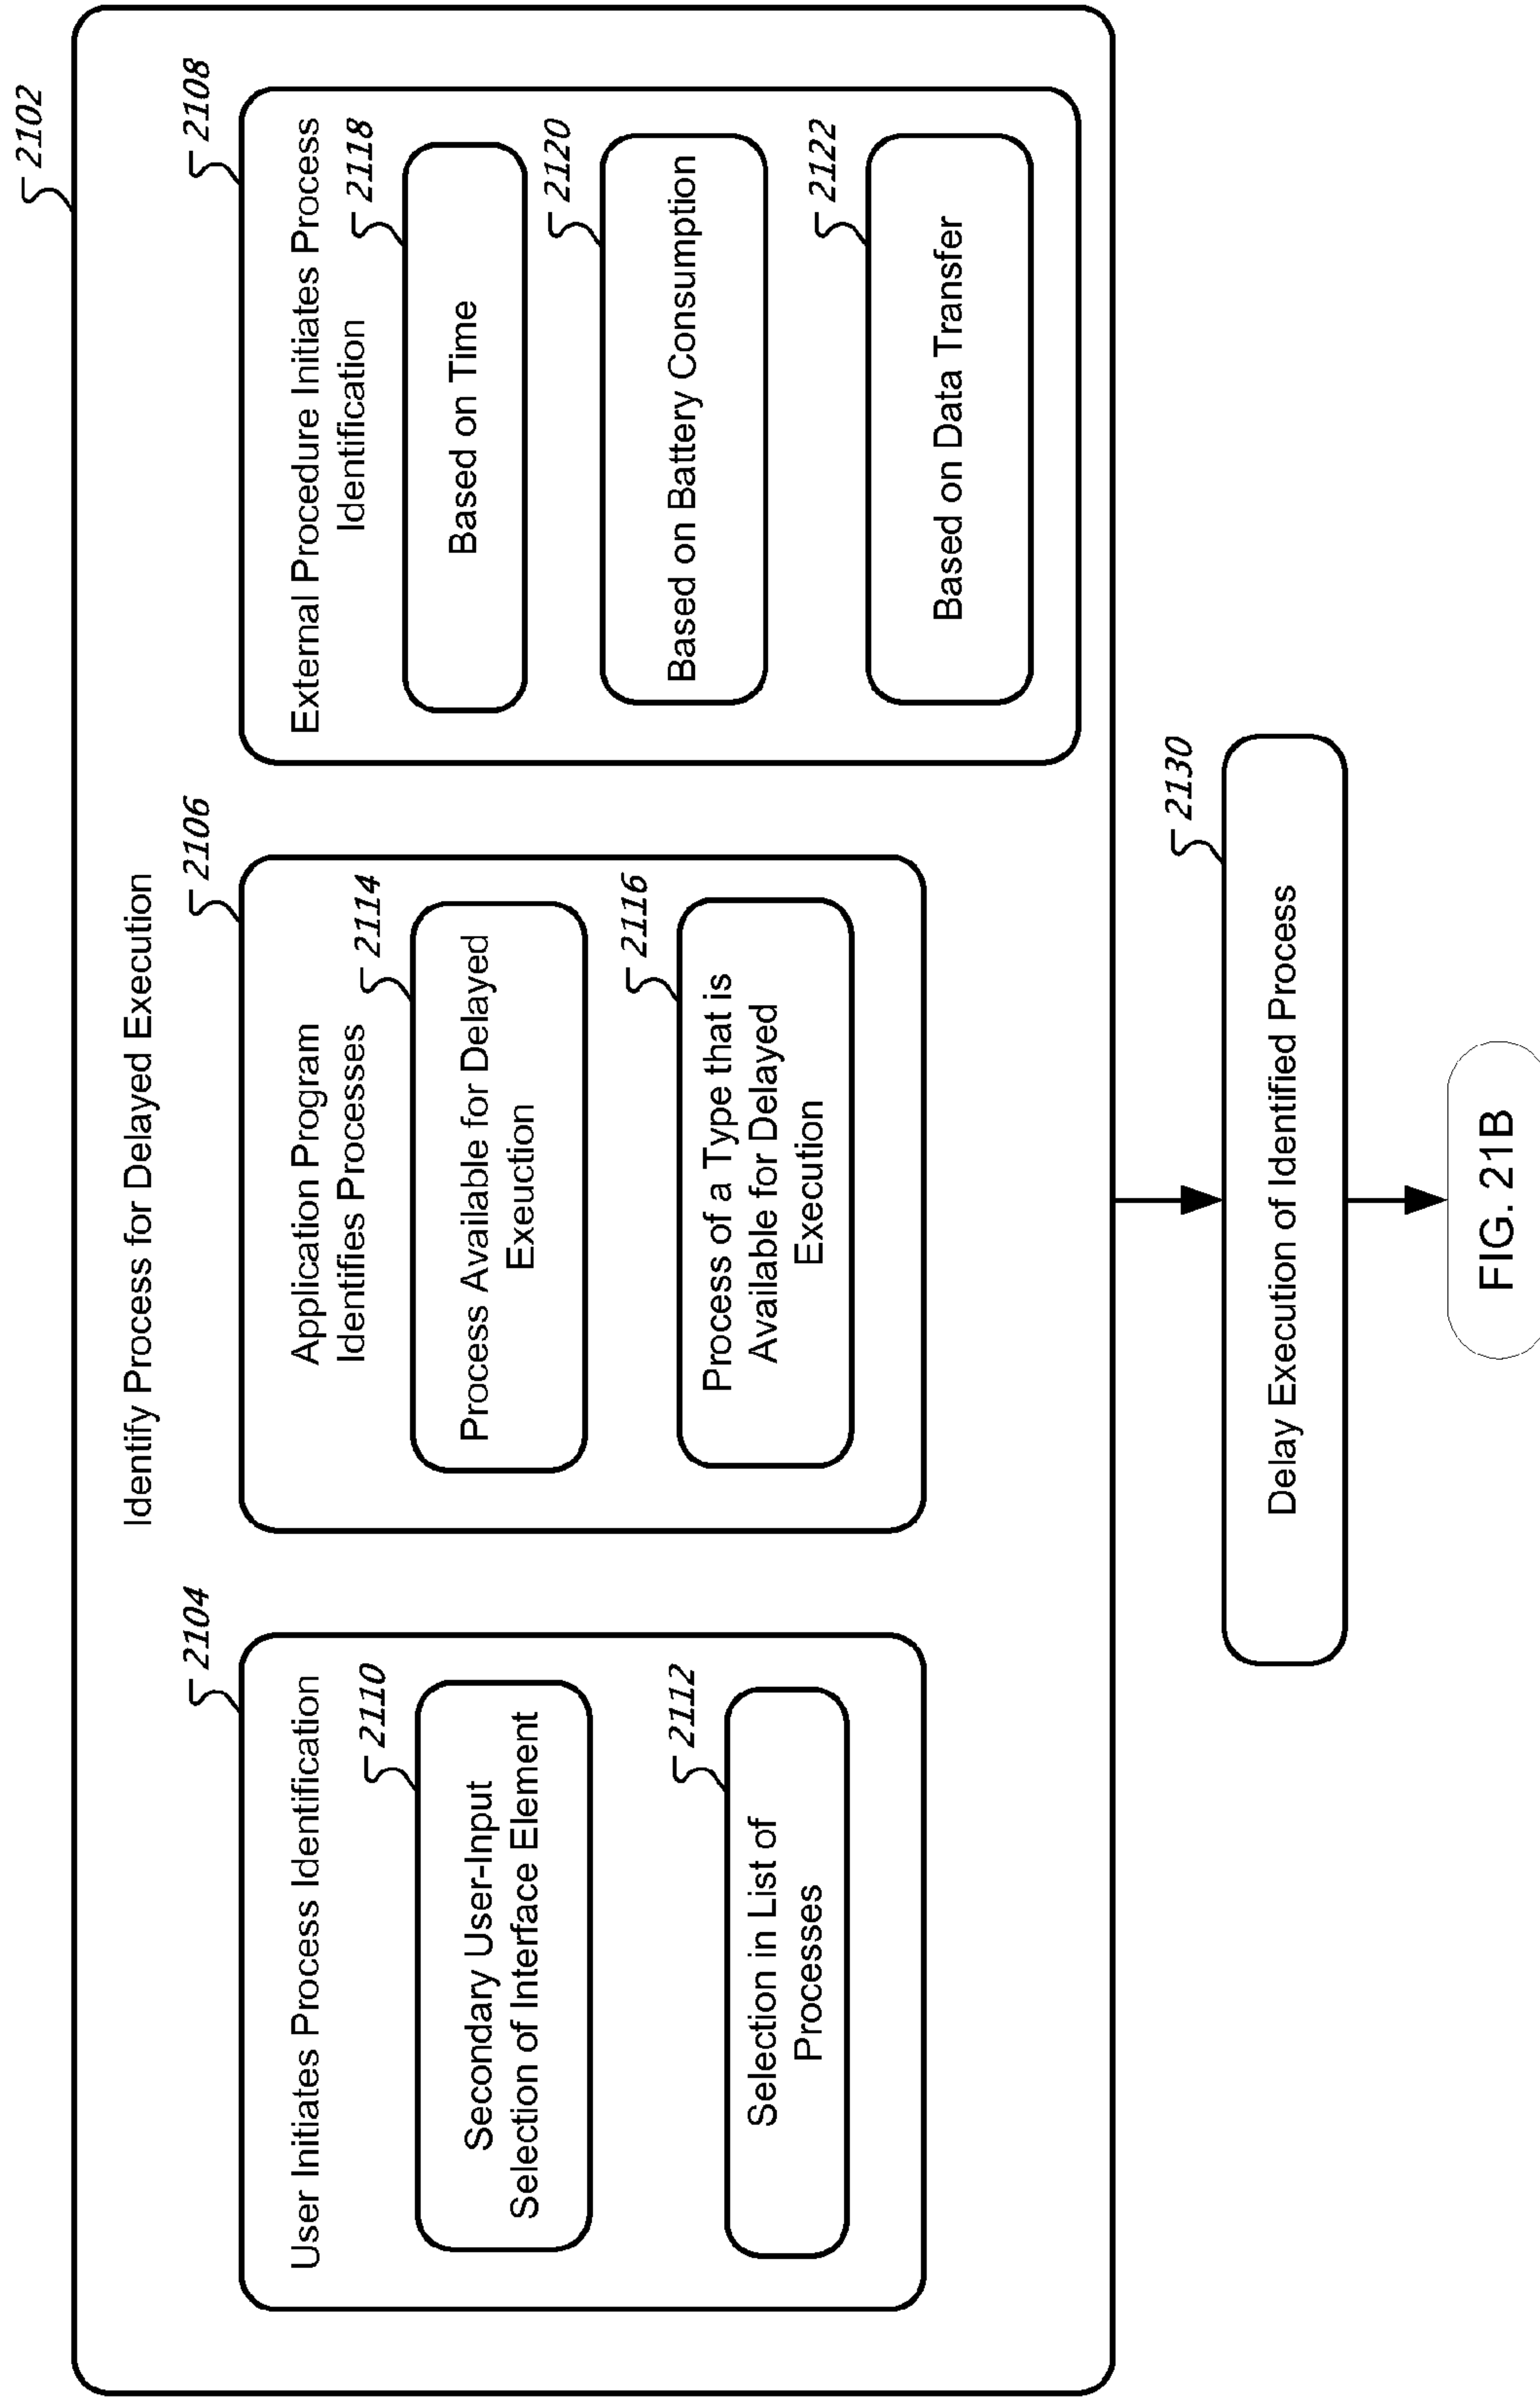 2102
Identify Process for Delayed Execution
2104
User Initiates Process Identification
2110
Secondary User-Input
Selection of Interface Element
2112
Selection in List of
Processes
2106
Application Program
Identifies Processes
2114
Process Available for Delayed
Exeuction
2116
Process of a Type that is
Available for Delayed
Execution
2108
External Procedure Initiates Process
Identification
2118
Based on Time
2120
Based on Battery Consumption
2122
Based on Data Transfer
2130
Delay Execution of Identified Process
FIG. 21B